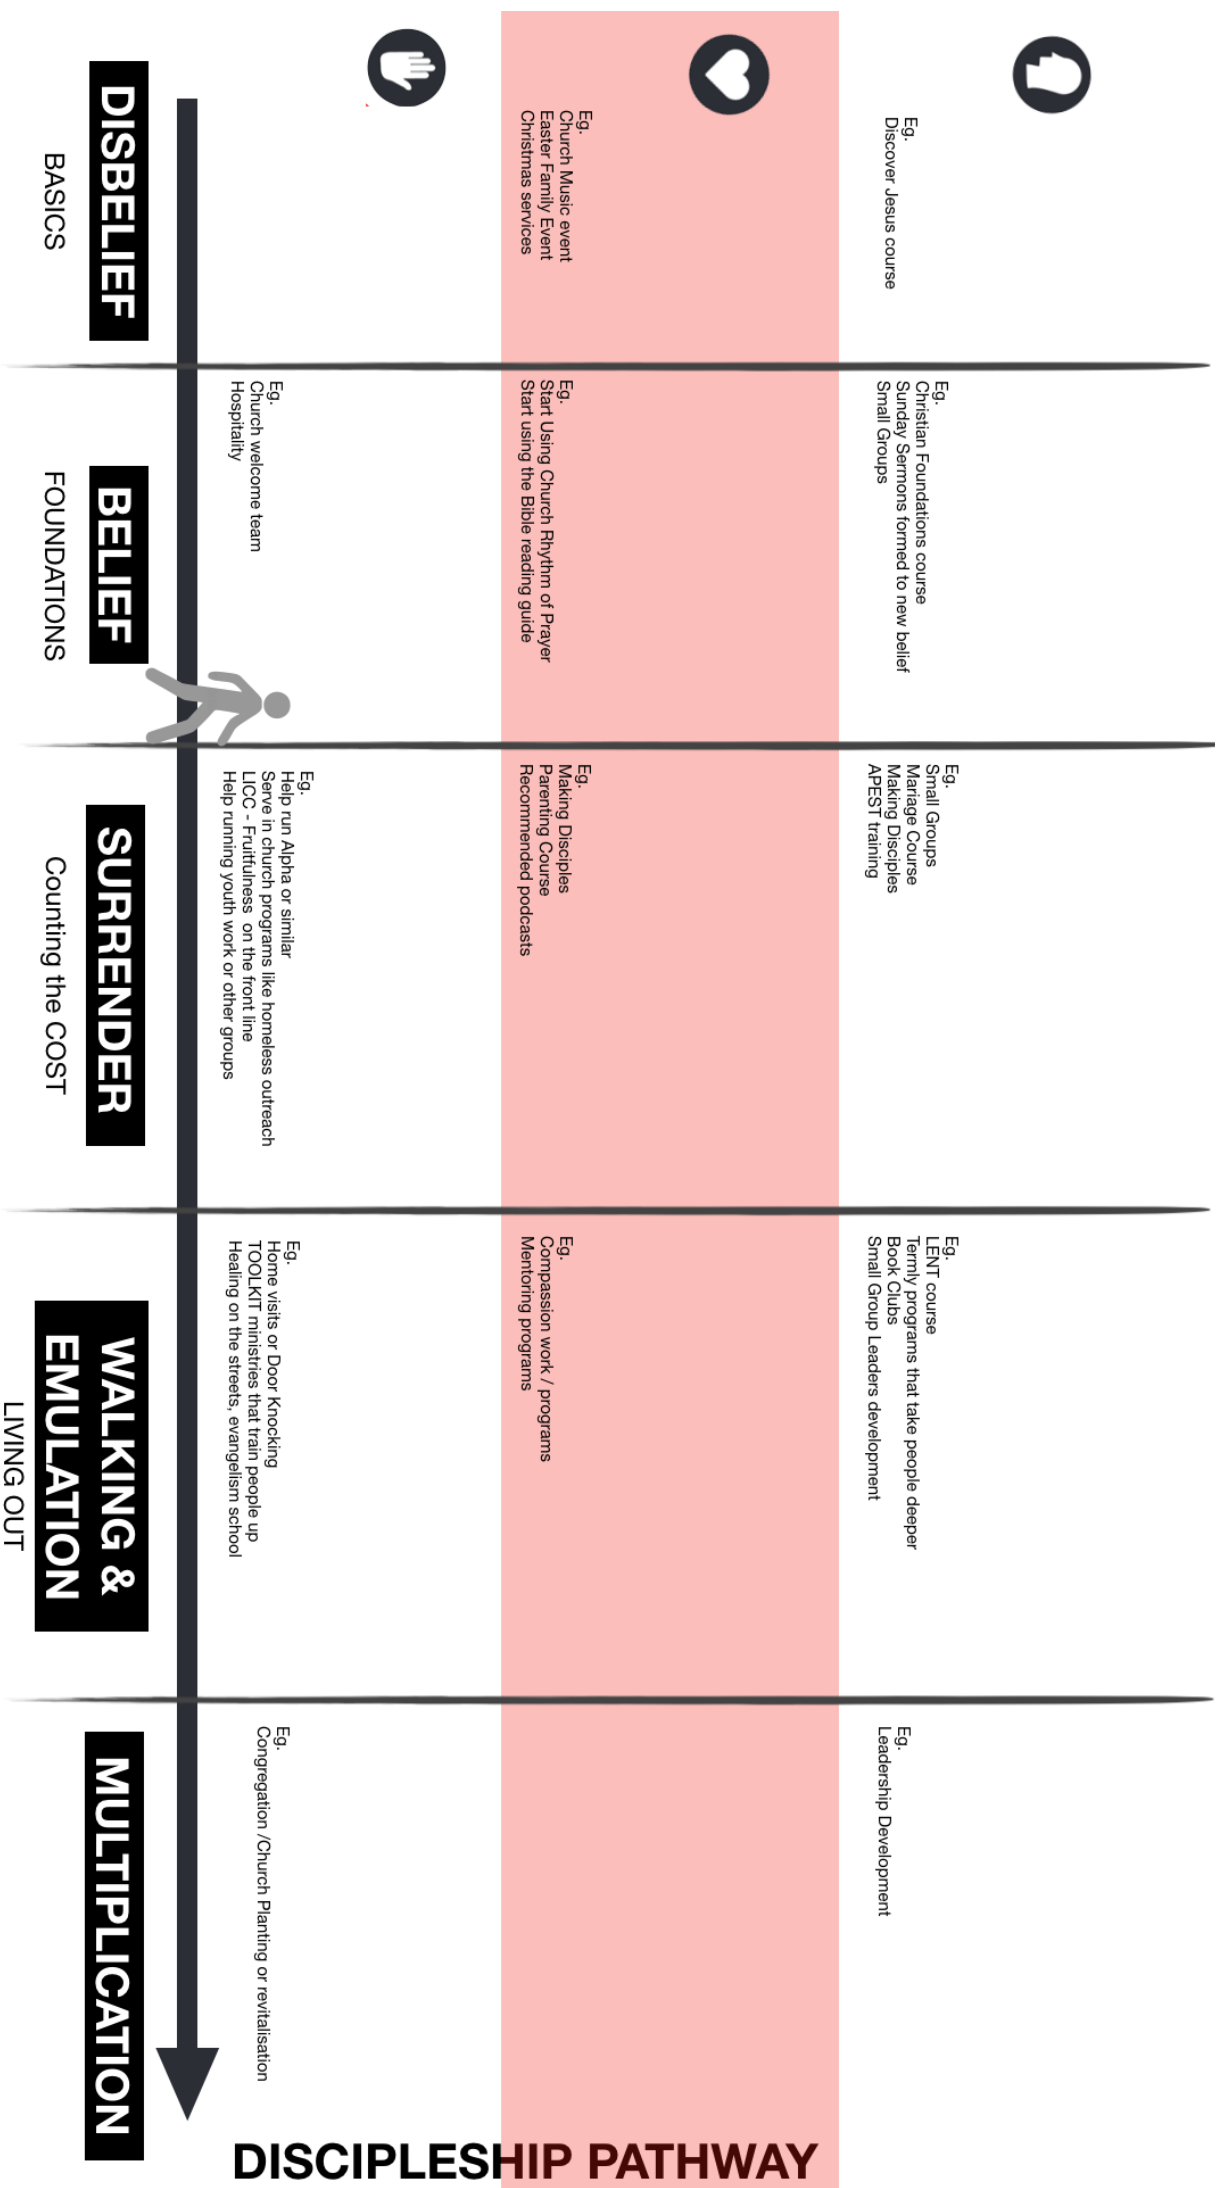 Eg.
Discover Jesus course
Eg.
Christian Foundations course
Sunday Sermons formed to new belief
Small Groups
Eg.
Small Groups
Mariage Course
Making Disciples
APEST training
Eg.
LENT course
Termly programs that take people deeper
Book Clubs
Small Group Leaders development
Eg.
Leadership Development
Eg.
Church Music event
Easter Family Event
Christmas services
Eg.
Start Using Church Rhythm of Prayer
Start using the Bible reading guide
Eg.
Making Disciples
Parenting Course
Recommended podcasts
Eg.
Compassion work / programs
Mentoring programs
Eg.
Church welcome team
Hospitality
Eg.
Help run Alpha or similar
Serve in church programs like homeless outreach
LICC - Fruitfulness on the front line
Help running youth work or other groups
Eg.
Home visits or Door Knocking
TOOLKIT ministries that train people up
Healing on the streets, evangelism school
Eg.
Congregation /Church Planting or revitalisation
DISBELIEF
BASICS
BELIEF
FOUNDATIONS
SURRENDER
Counting the COST
WALKING &
EMULATION
LIVING OUT
MULTIPLICATION
DISCIPLESHIP PATHWAY